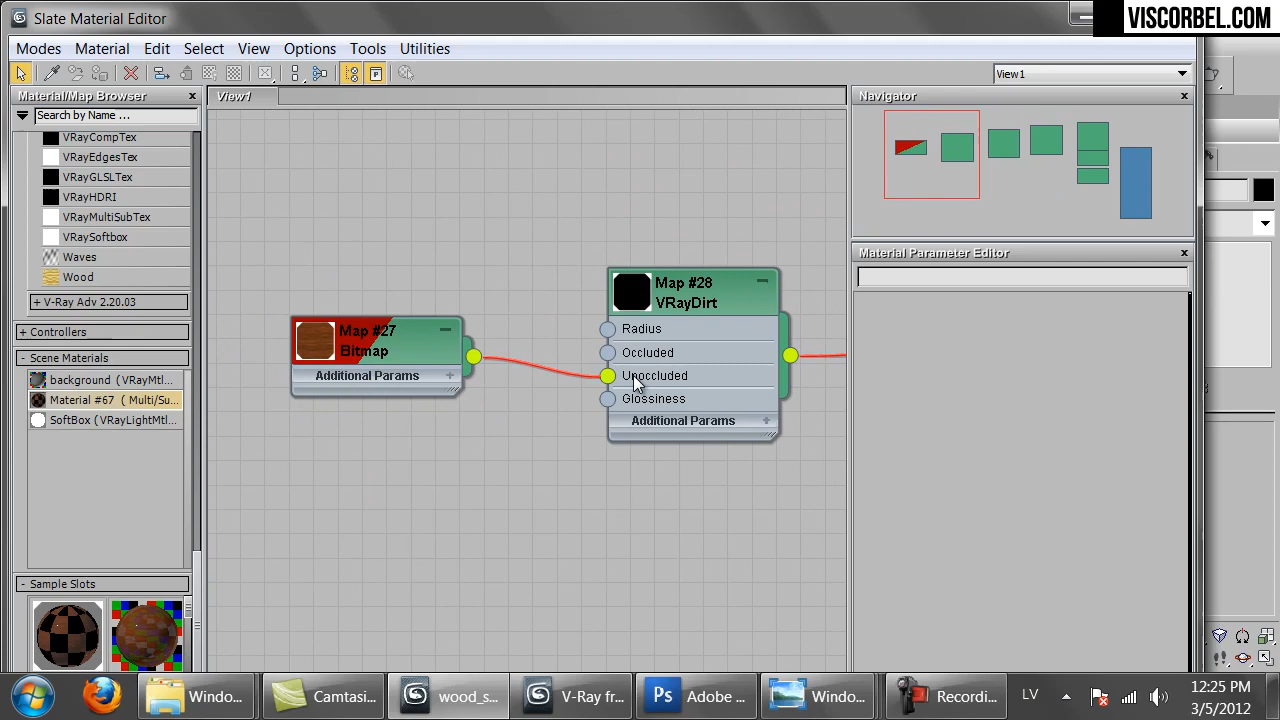 Slate Material Editor
VISCORBEL.COM
Modes Material Edit Select View Options Tools Utilities
View1
Material/Map Browser
View1
Navigator
Search by Name ...
VRayCompTex
VRayEdgesTex
VRayGLSLTex
VRayHDRI
VRayMultiSubTex
VRaySoftbox
Waves
Wood
+ V-Ray Adv 2.20.03
+ Controllers
- Scene Materials
background (VRayMtl...
Material #67 ( Multi/Su...
SoftBox (VRayLightMtl...
- Sample Slots
Map #27
Bitmap
Additional Params +
Map #28
VRayDirt
Radius
Occluded
Unoccluded
Glossiness
Additional Params +
Material Parameter Editor
Windo...
Camtasi...
wood_s...
V-Ray fr...
Adobe ...
Windo...
Recordi...
LV
12:25 PM
3/5/2012